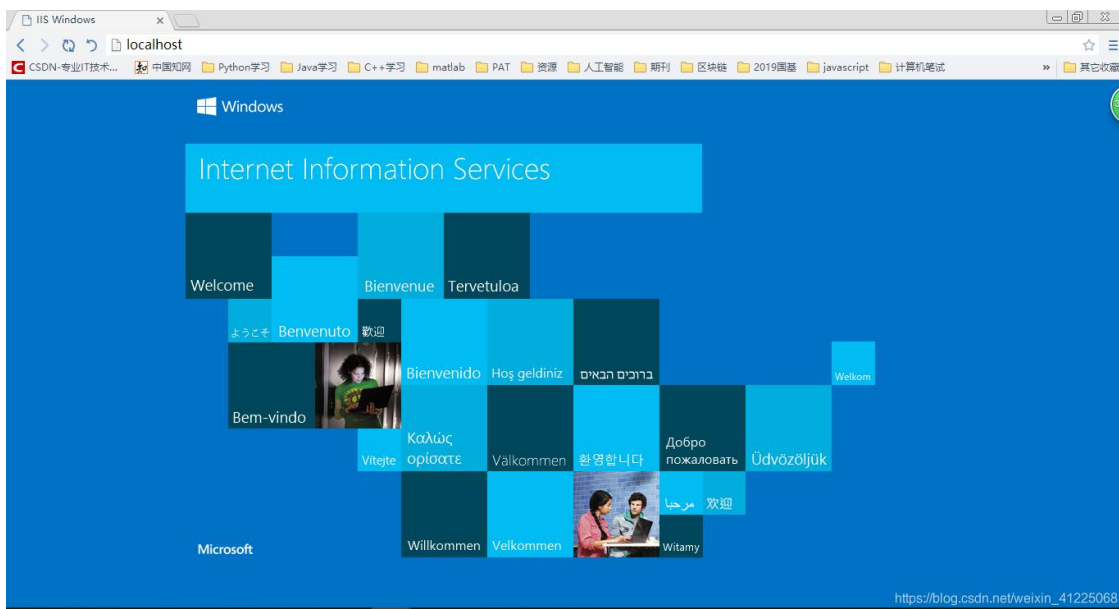 IIS Windows
localhost
CSDN-专业IT技术... 中国知网 Python学习 Java学习 C++学习 matlab PAT 资源 人工智能 期刊 区块链 2019国基 javascript 计算机笔试 » 其它收藏
Windows
Internet Information Services
Welcome
Bienvenue
Tervetuloa
ようこそ
Benvenuto
歡迎
Bem-vindo
Bienvenido
Hoş geldiniz
ברוכים הבאים
Welkom
Vítejte
Καλώς
ορίσατε
Välkommen
환영합니다
Добро
пожаловать
Üdvözöljük
مرحبا
欢迎
Microsoft
Willkommen
Velkommen
Witamy
https://blog.csdn.net/weixin_41225068